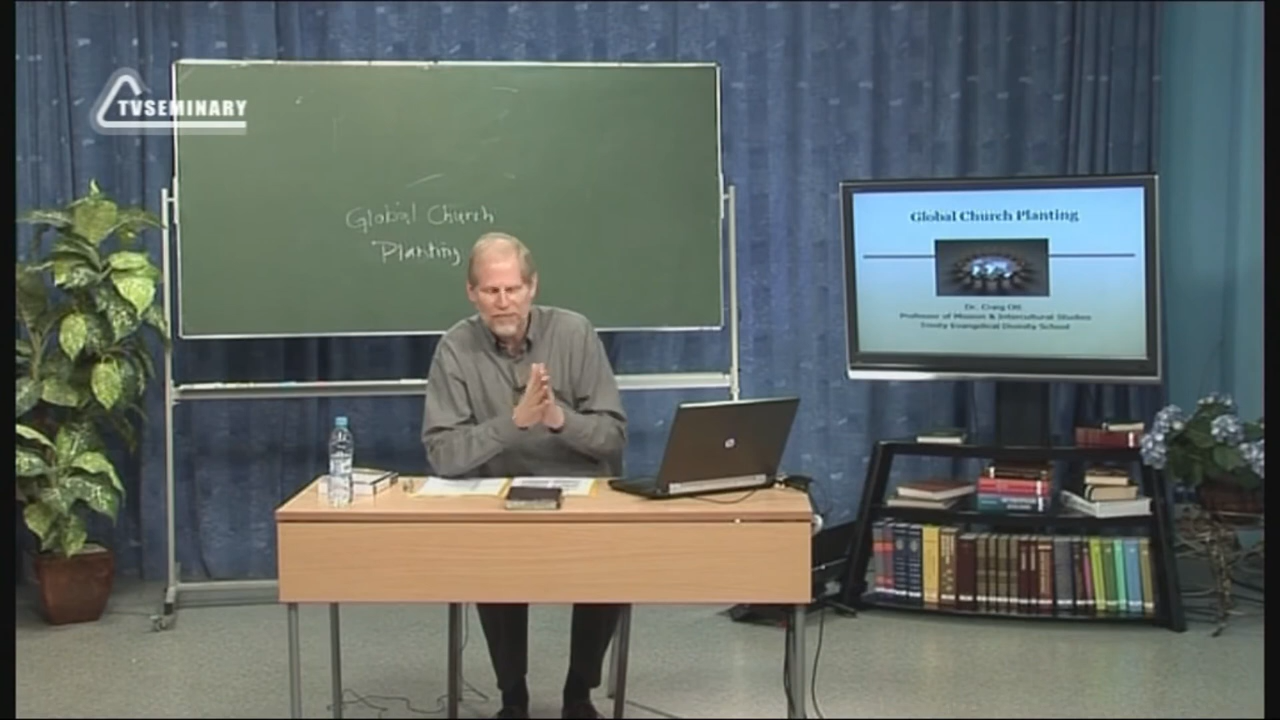 TVSEMINARY
Global Church
Planting
Global Church Planting
Dr. Craig Ott
Professor of Mission & Intercultural Studies
Trinity Evangelical Divinity School
hp